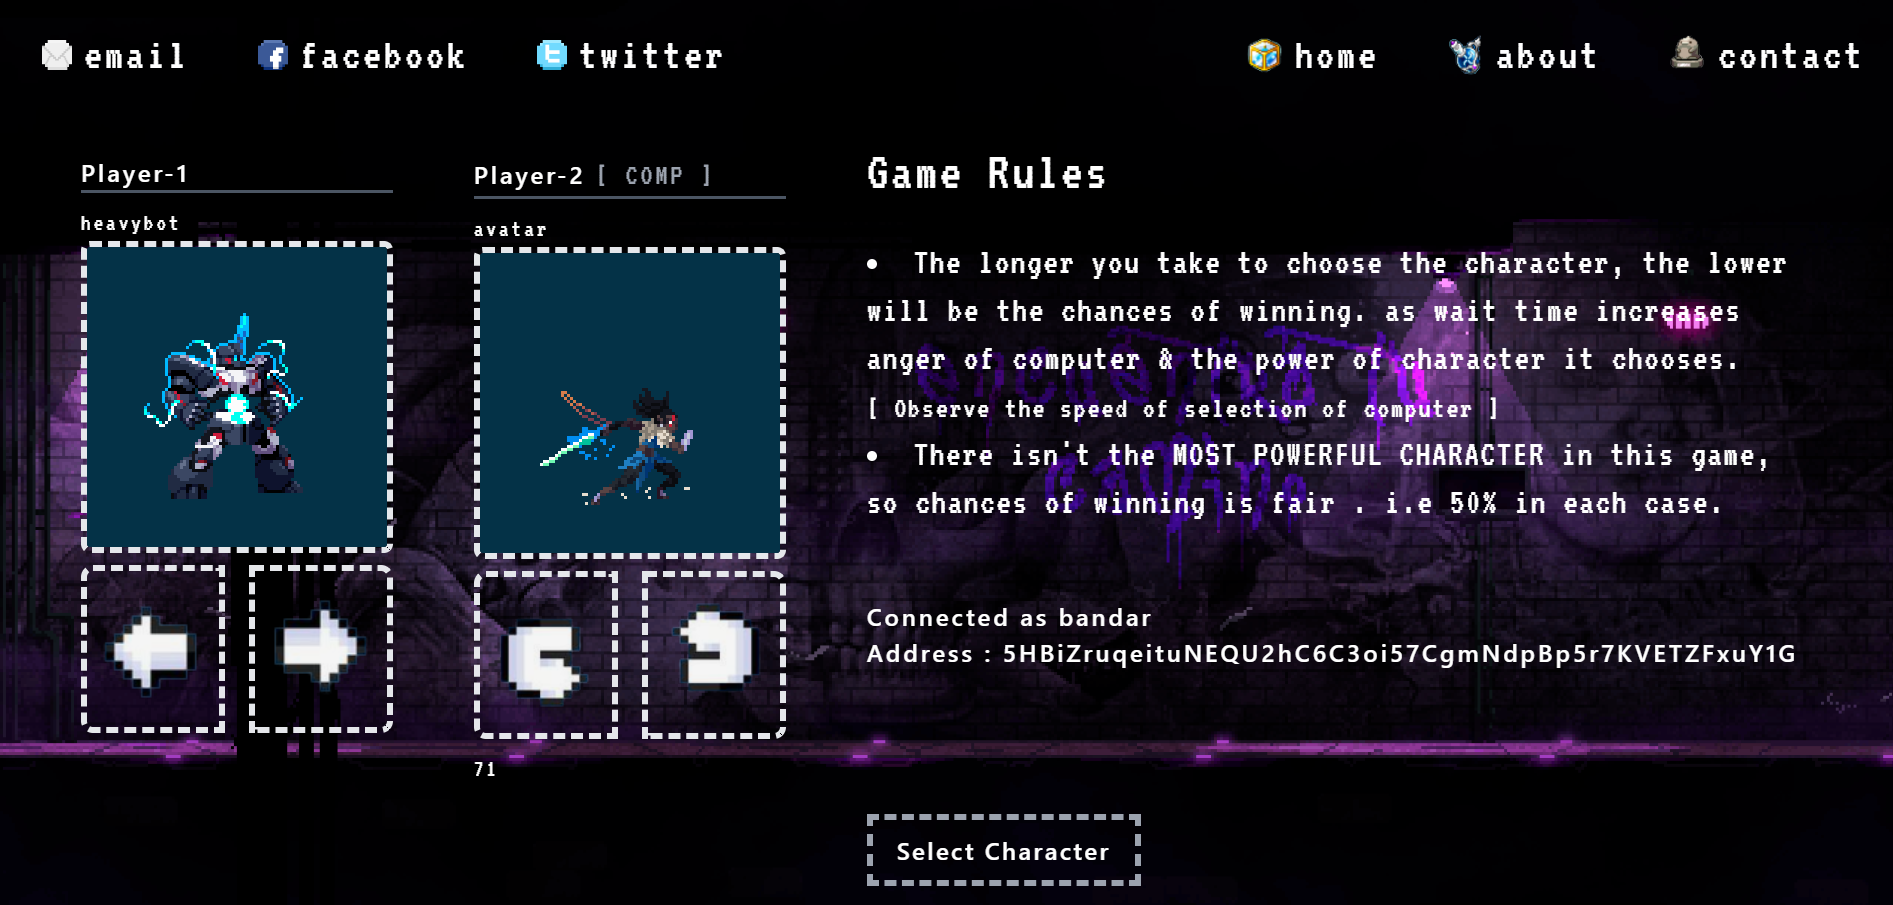 email facebook twitter home about contact
Player-1
Player-2 [ COMP ]
heavybot
avatar
71
Game Rules
• The longer you take to choose the character, the lower
will be the chances of winning. as wait time increases
anger of computer & the power of character it chooses.
[ Observe the speed of selection of computer ]
• There isn't the MOST POWERFUL CHARACTER in this game,
so chances of winning is fair . i.e 50% in each case.
Connected as bandar
Address : 5HBiZruqeituNEQU2hC6C3oi57CgmNdpBp5r7KVETZFxuY1G
Select Character